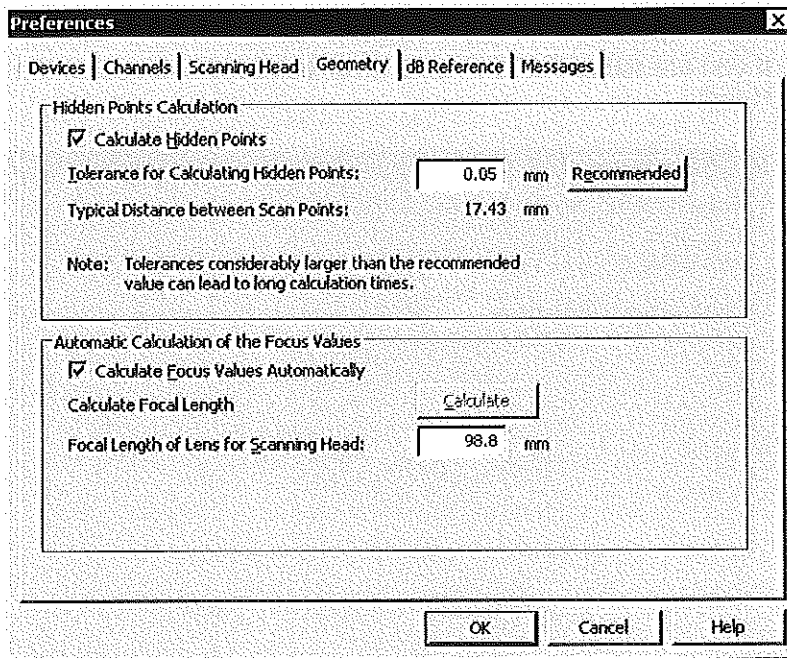 Preferences
Devices | Channels | Scanning Head | Geometry | dB Reference | Messages
Hidden Points Calculation
Calculate Hidden Points
Tolerance for Calculating Hidden Points: 0.05 mm Recommended
Typical Distance between Scan Points: 17.43 mm
Note: Tolerances considerably larger than the recommended
value can lead to long calculation times.
Automatic Calculation of the Focus Values
Calculate Focus Values Automatically
Calculate Focal Length Calculate
Focal Length of Lens for Scanning Head: 98.8 mm
OK Cancel Help